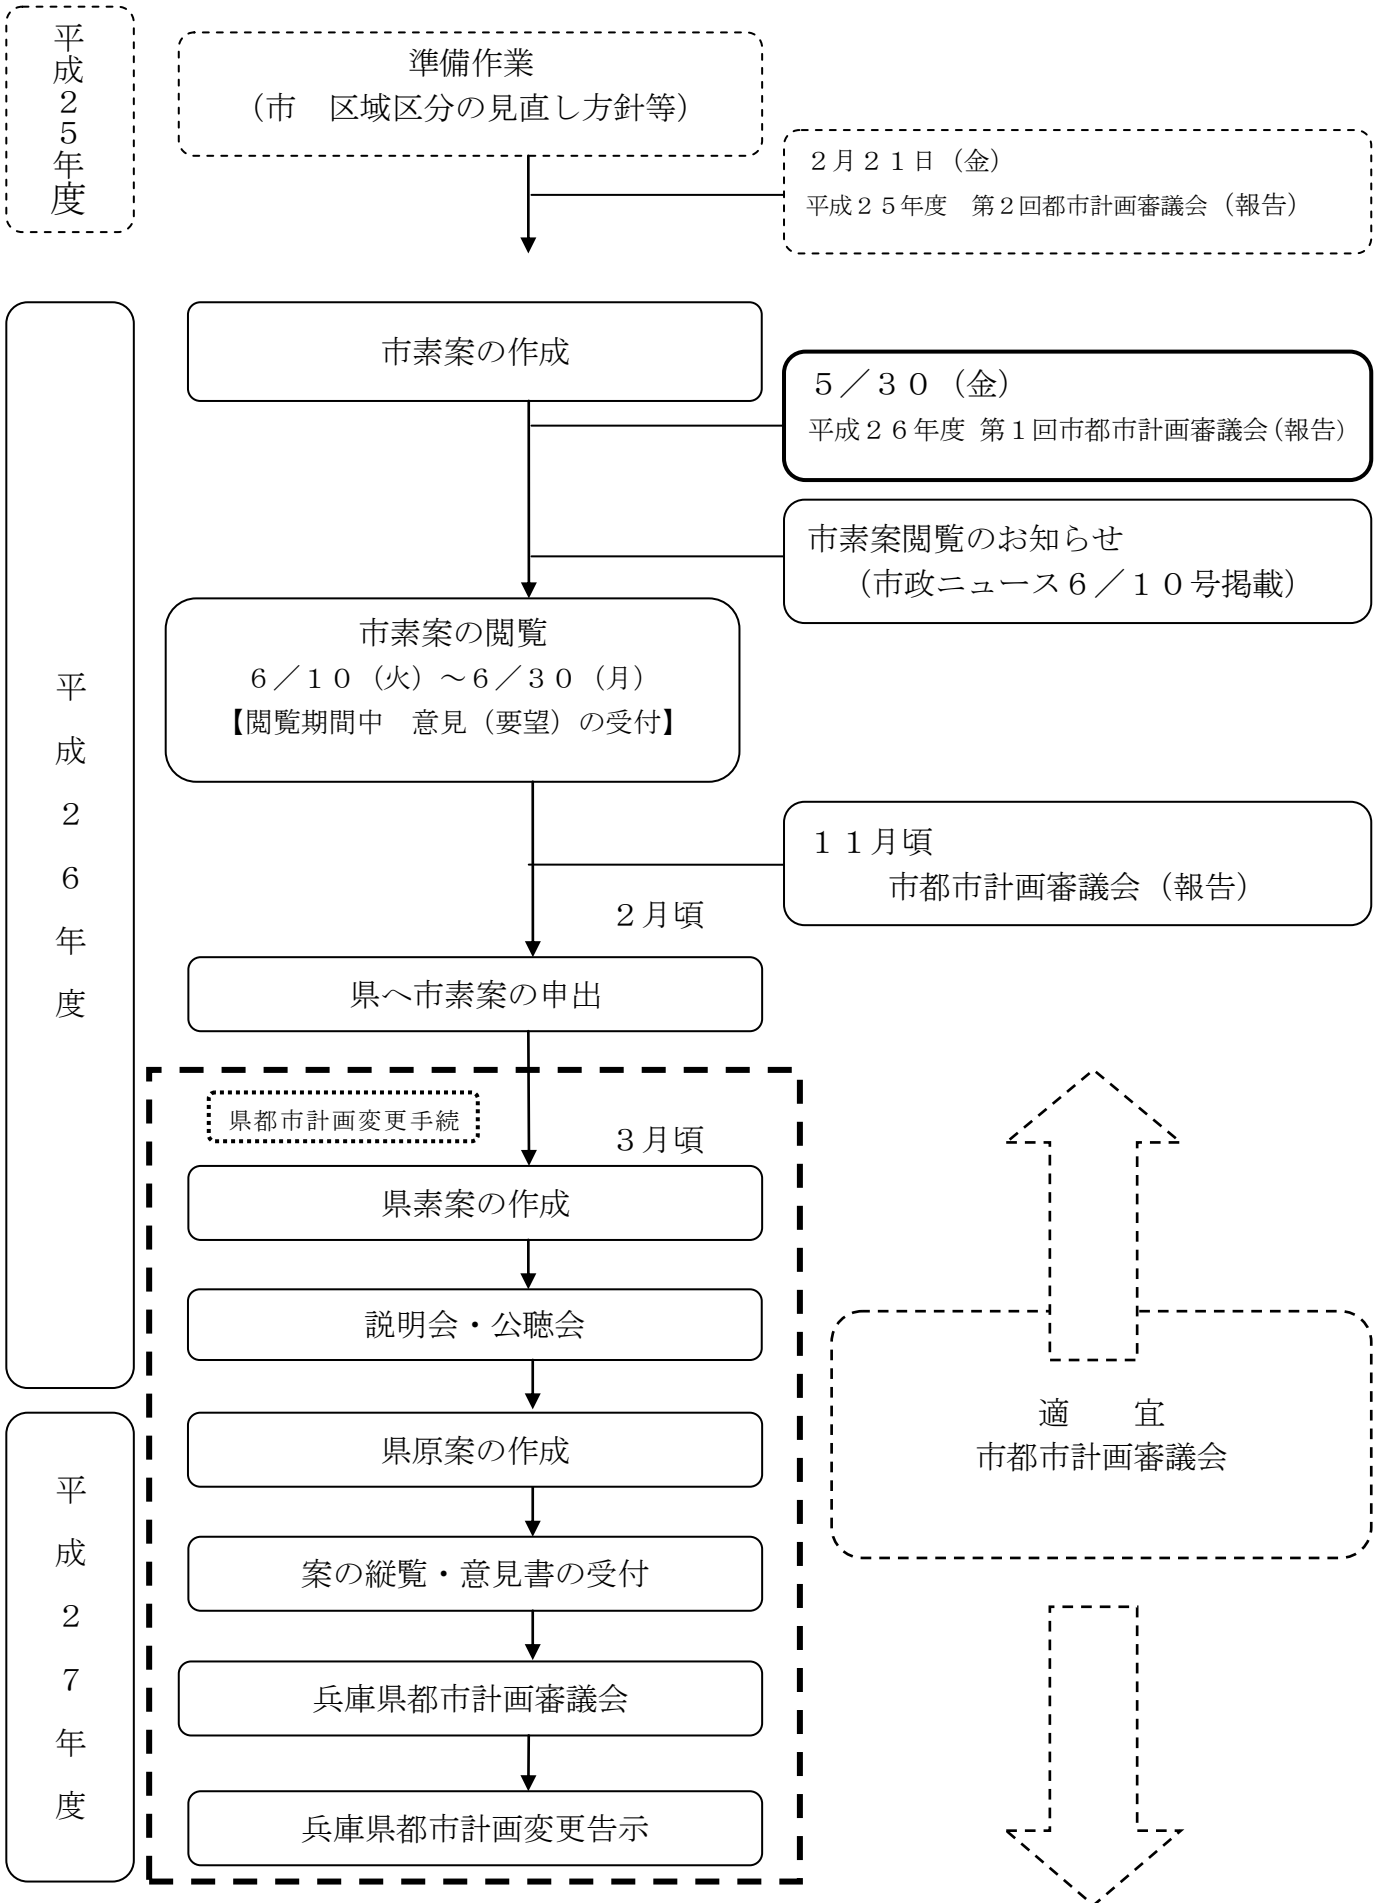 平成２５年度
準備作業
（市　区域区分の見直し方針等）
２月２１日（金）
平成２５年度　第２回都市計画審議会（報告）
平成２６年度
市素案の作成
５／３０（金）
平成２６年度 第１回市都市計画審議会（報告）
市素案閲覧のお知らせ
（市政ニュース６／１０号掲載）
市素案の閲覧
６／１０（火）～６／３０（月）
【閲覧期間中　意見（要望）の受付】
１１月頃
市都市計画審議会（報告）
２月頃
県へ市素案の申出
県都市計画変更手続
３月頃
県素案の作成
説明会・公聴会
平成２７年度
県原案の作成
適　　宜
市都市計画審議会
案の縦覧・意見書の受付
兵庫県都市計画審議会
兵庫県都市計画変更告示